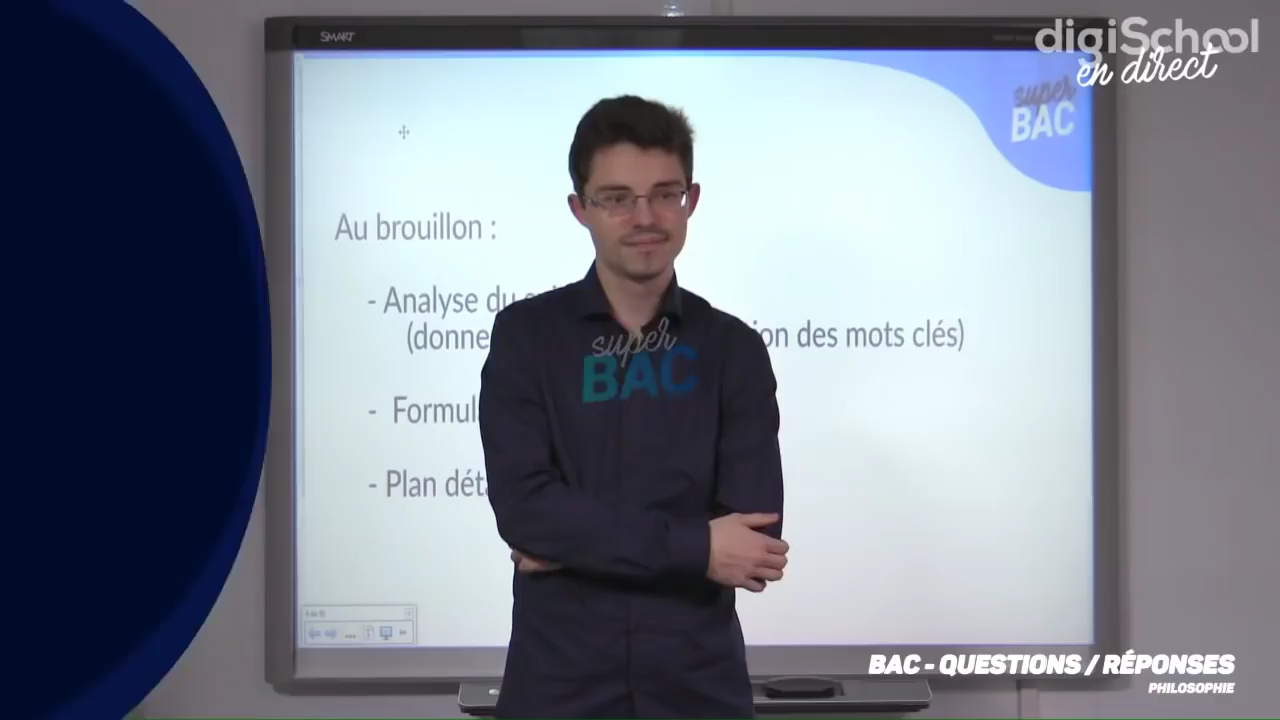 SMART
digiSchool
en direct
super
BAC
Au brouillon :
- Analyse du
(donne
ion des mots clés)
super
BAC
- Formul
- Plan dét
BAC - QUESTIONS / RÉPONSES
PHILOSOPHIE